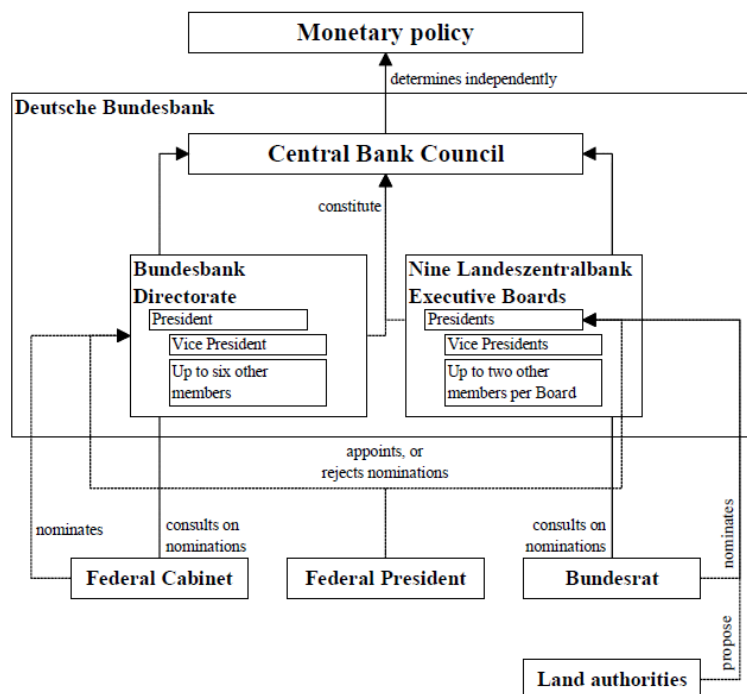 Monetary policy
determines independently
Deutsche Bundesbank
Central Bank Council
constitute
Bundesbank
Directorate
President
Vice President
Up to six other
members
Nine Landeszentralbank
Executive Boards
Presidents
Vice Presidents
Up to two other
members per Board
appoints, or
rejects nominations
nominates
consults on
nominations
consults on
nominations
nominates
Federal Cabinet
Federal President
Bundesrat
propose
Land authorities